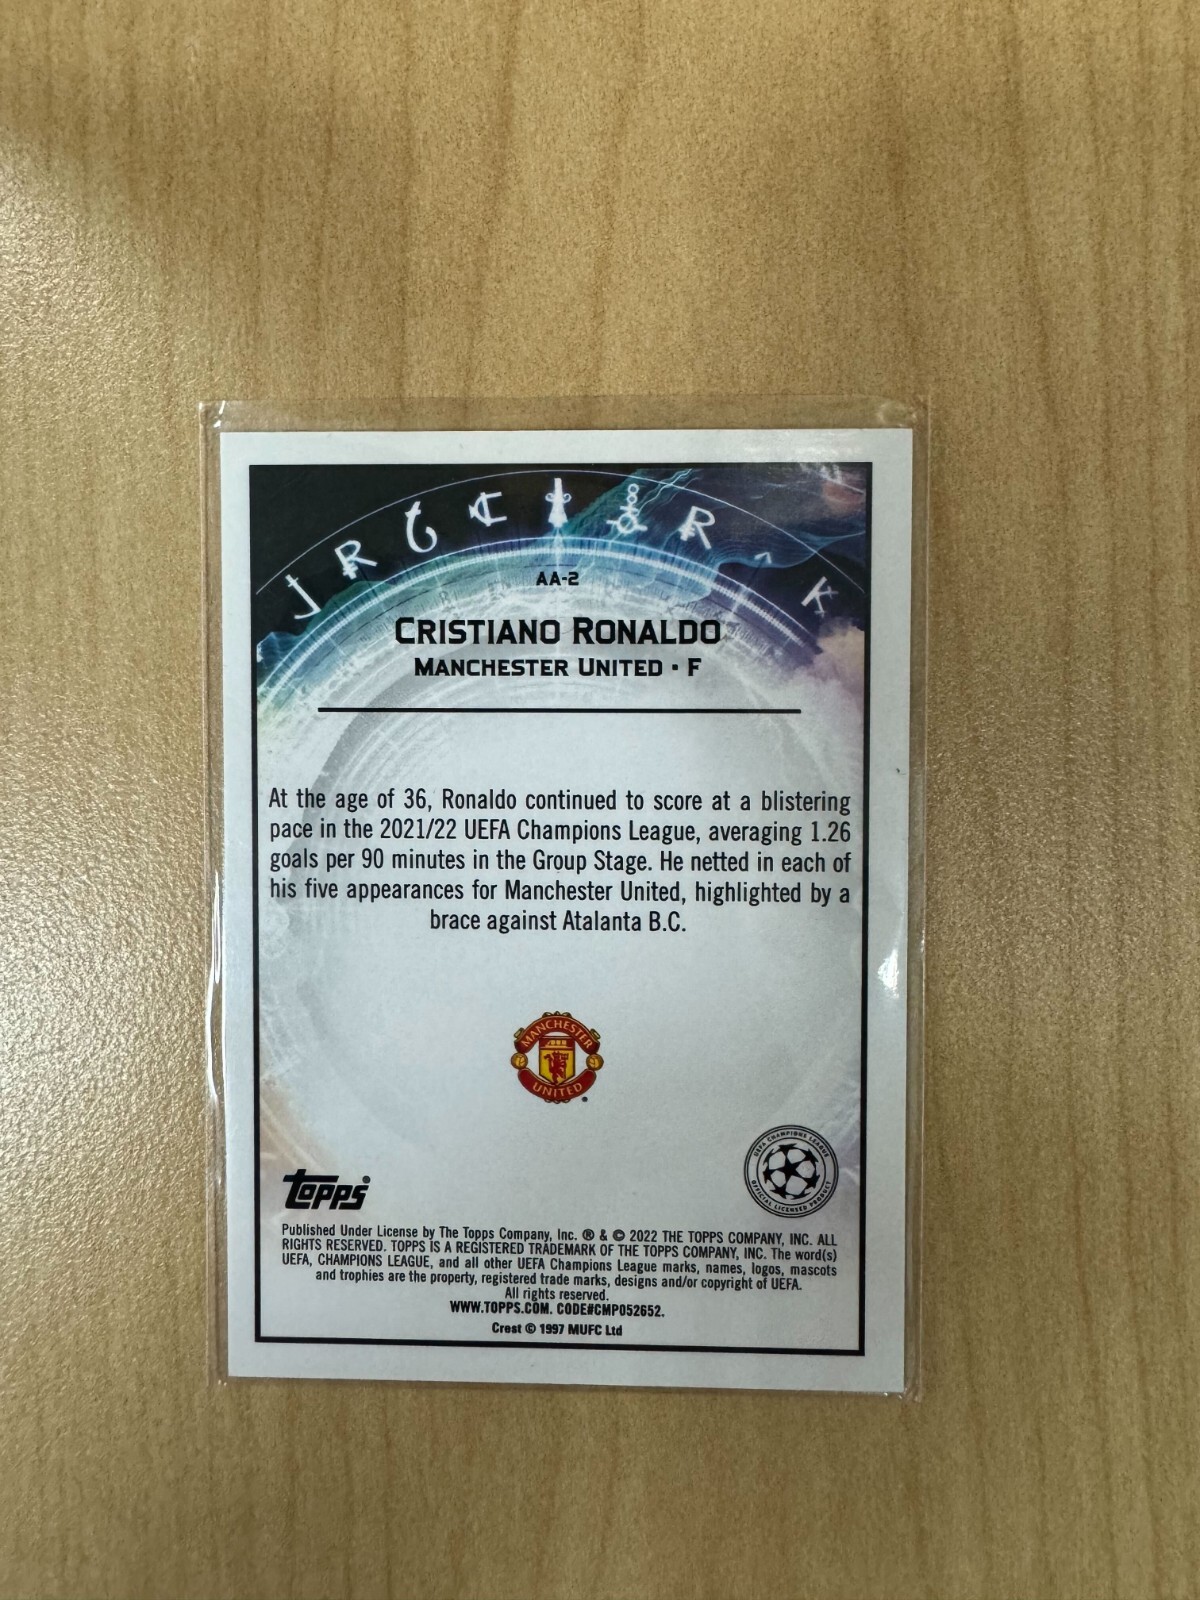 AA-2
CRISTIANO RONALDO
MANCHESTER UNITED • F
At the age of 36, Ronaldo continued to score at a blistering
pace in the 2021/22 UEFA Champions League, averaging 1.26
goals per 90 minutes in the Group Stage. He netted in each of
his five appearances for Manchester United, highlighted by a
brace against Atalanta B.C.
MANCHESTER
UNITED
UEFA CHAMPIONS LEAGUE
OFFICIAL LICENSED PRODUCT
Topps
Published Under License by The Topps Company, Inc. ® & © 2022 THE TOPPS COMPANY, INC. ALL
RIGHTS RESERVED. TOPPS IS A REGISTERED TRADEMARK OF THE TOPPS COMPANY, INC. The word(s)
UEFA, CHAMPIONS LEAGUE, and all other UEFA Champions League marks, names, logos, mascots
and trophies are the property, registered trade marks, designs and/or copyright of UEFA.
All rights reserved.
WWW.TOPPS.COM. CODE#CMP052652.
Crest © 1997 MUFC Ltd